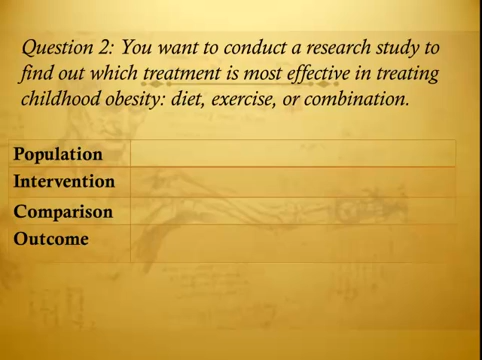 Question 2: You want to conduct a research study to
find out which treatment is most effective in treating
childhood obesity: diet, exercise, or combination.
Population
Intervention
Comparison
Outcome